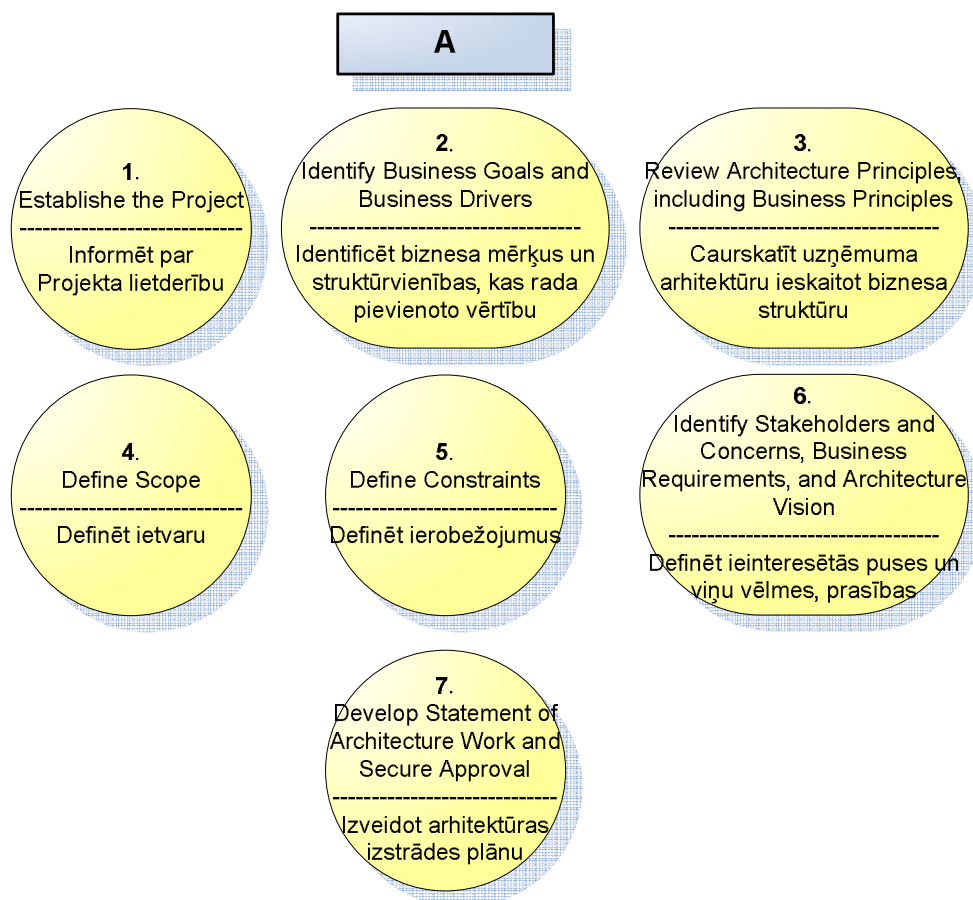 A
1.
Establishe the Project
-----------------------------
Informēt par
Projekta lietderību
2.
Identify Business Goals and
Business Drivers
----------------------------------
Identificēt biznesa mērķus un
struktūrvienības, kas rada
pievienoto vērtību
3.
Review Architecture Principles,
including Business Principles
-----------------------------------
Caurskatīt uzņēmuma
arhitektūru ieskaitot biznesa
struktūru
4.
Define Scope
-----------------------------
Definēt ietvaru
5.
Define Constraints
-----------------------------
Definēt ierobežojumus
6.
Identify Stakeholders and
Concerns, Business
Requirements, and Architecture
Vision
-----------------------------------
Definēt ieinteresētās puses un
viņu vēlmes, prasības
7.
Develop Statement of
Architecture Work and
Secure Approval
-----------------------------
Izveidot arhitektūras
izstrādes plānu